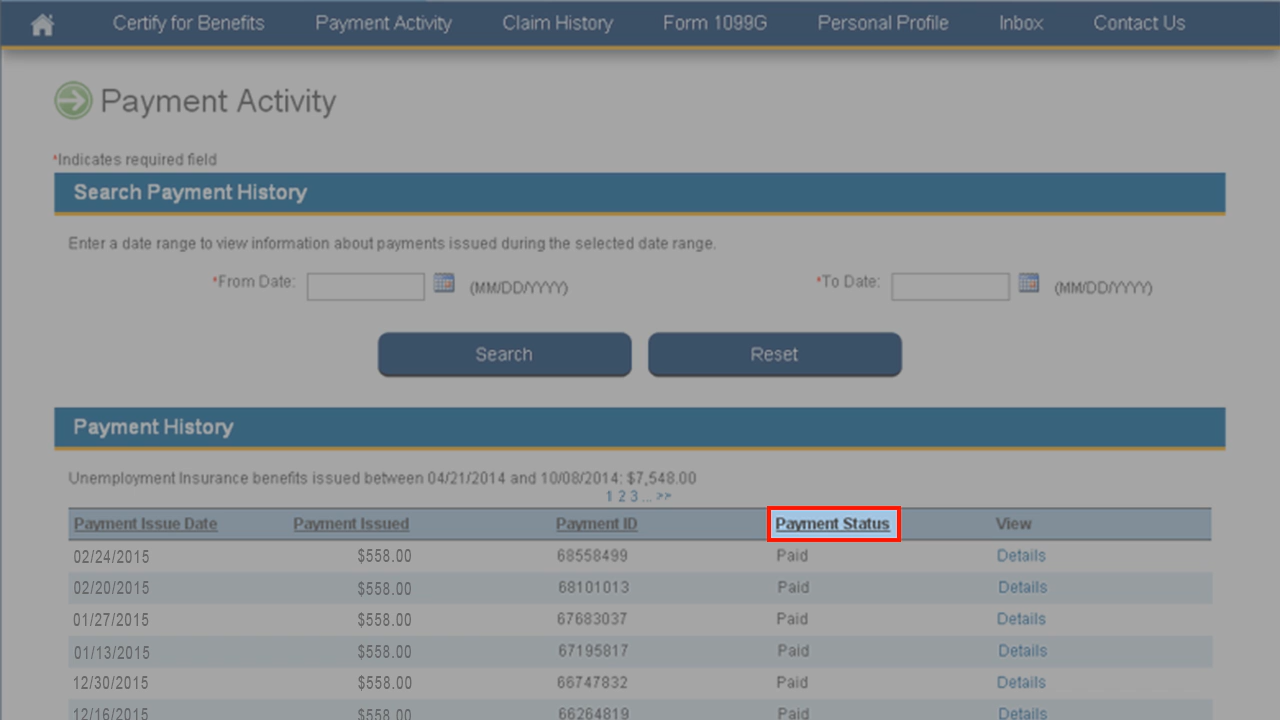 Certify for Benefits Payment Activity Claim History Form 1099G Personal Profile Inbox Contact Us
Payment Activity
*Indicates required field
Search Payment History
Enter a date range to view information about payments issued during the selected date range.
*From Date: (MM/DD/YYYY) *To Date: (MM/DD/YYYY)
Search Reset
Payment History
Unemployment Insurance benefits issued between 04/21/2014 and 10/08/2014: $7,548.00
1 2 3 ... >>
Payment Issue Date Payment Issued Payment ID Payment Status View
02/24/2015 $558.00 68558499 Paid Details
02/20/2015 $558.00 68101013 Paid Details
01/27/2015 $558.00 67683037 Paid Details
01/13/2015 $558.00 67195817 Paid Details
12/30/2015 $558.00 66747832 Paid Details
12/16/2015 $558.00 66264819 Paid Details